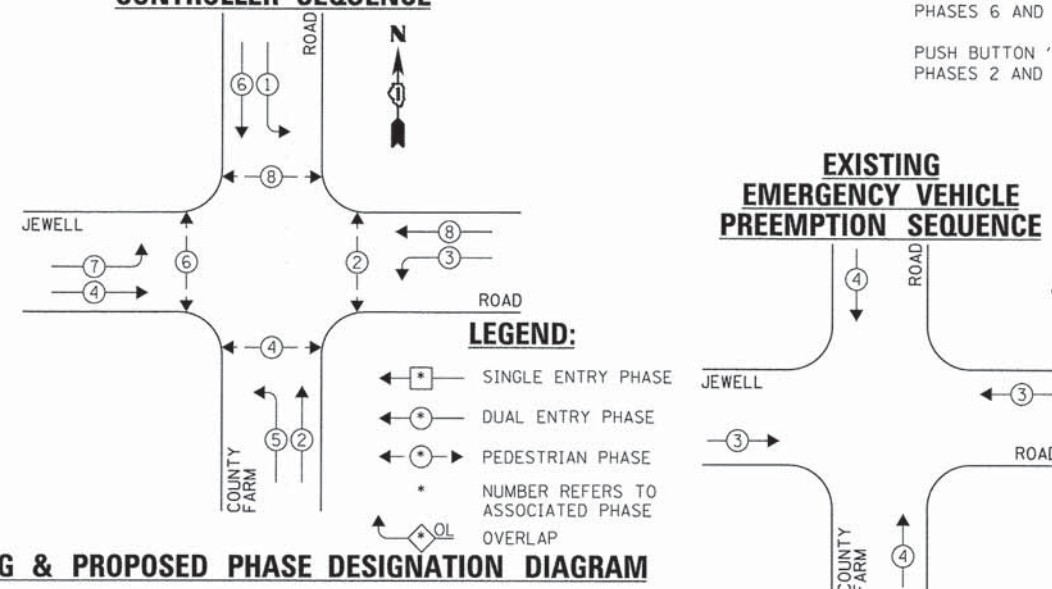 CONTROLLER SEQUENCE
ROAD
N
6
1
8
JEWELL
7
4
6
2
8
3
ROAD
4
5
2
COUNTY
FARM
LEGEND:
* SINGLE ENTRY PHASE
* DUAL ENTRY PHASE
* PEDESTRIAN PHASE
* NUMBER REFERS TO
ASSOCIATED PHASE
* OL OVERLAP
G & PROPOSED PHASE DESIGNATION DIAGRAM
PHASES 6 AND
PUSH BUTTON '
PHASES 2 AND
EXISTING
EMERGENCY VEHICLE
PREEMPTION SEQUENCE
4
ROAD
JEWELL
3
3
ROAD
COUNTY
FARM
4